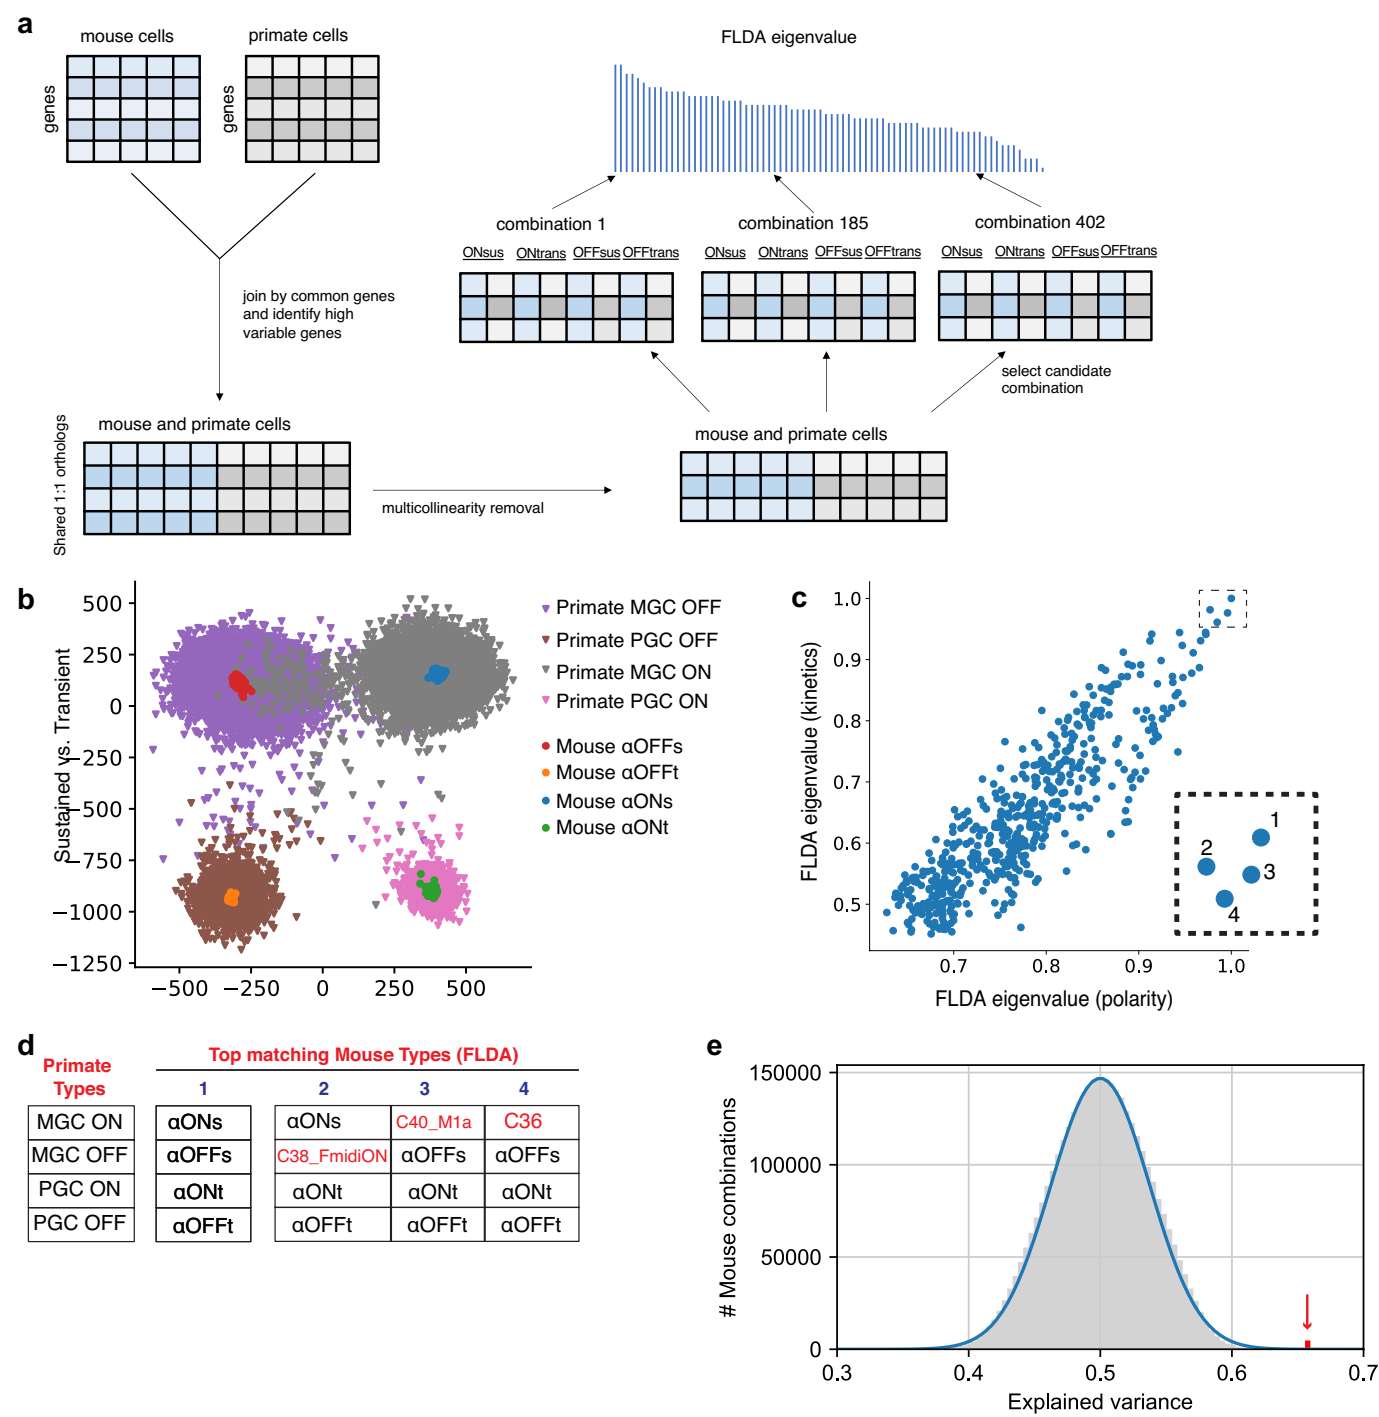 a
mouse cells
primate cells
genes
genes
FLDA eigenvalue
join by common genes
and identify high
variable genes
combination 1
combination 185
combination 402
ONsus ONtrans OFFsus OFFtrans
ONsus ONtrans OFFsus OFFtrans
ONsus ONtrans OFFsus OFFtrans
select candidate
combination
mouse and primate cells
Shared 1:1 orthologs
multicollinearity removal
mouse and primate cells
b
Sustained vs. Transient
500
250
0
−250
−500
−750
−1000
−1250
−500 −250 0 250 500
Primate MGC OFF
Primate PGC OFF
Primate MGC ON
Primate PGC ON
Mouse αOFFs
Mouse αOFFt
Mouse αONs
Mouse αONt
c
FLDA eigenvalue (kinetics)
1.0
0.9
0.8
0.7
0.6
0.5
0.7 0.8 0.9 1.0
FLDA eigenvalue (polarity)
1
2
3
4
d
Primate
Types
Top matching Mouse Types (FLDA)
1 2 3 4
MGC ON αONs αONs C40_M1a C36
MGC OFF αOFFs C38_FmidiON αOFFs αOFFs
PGC ON αONt αONt αONt αONt
PGC OFF αOFFt αOFFt αOFFt αOFFt
e
# Mouse combinations
150000
100000
50000
0
0.3 0.4 0.5 0.6 0.7
Explained variance